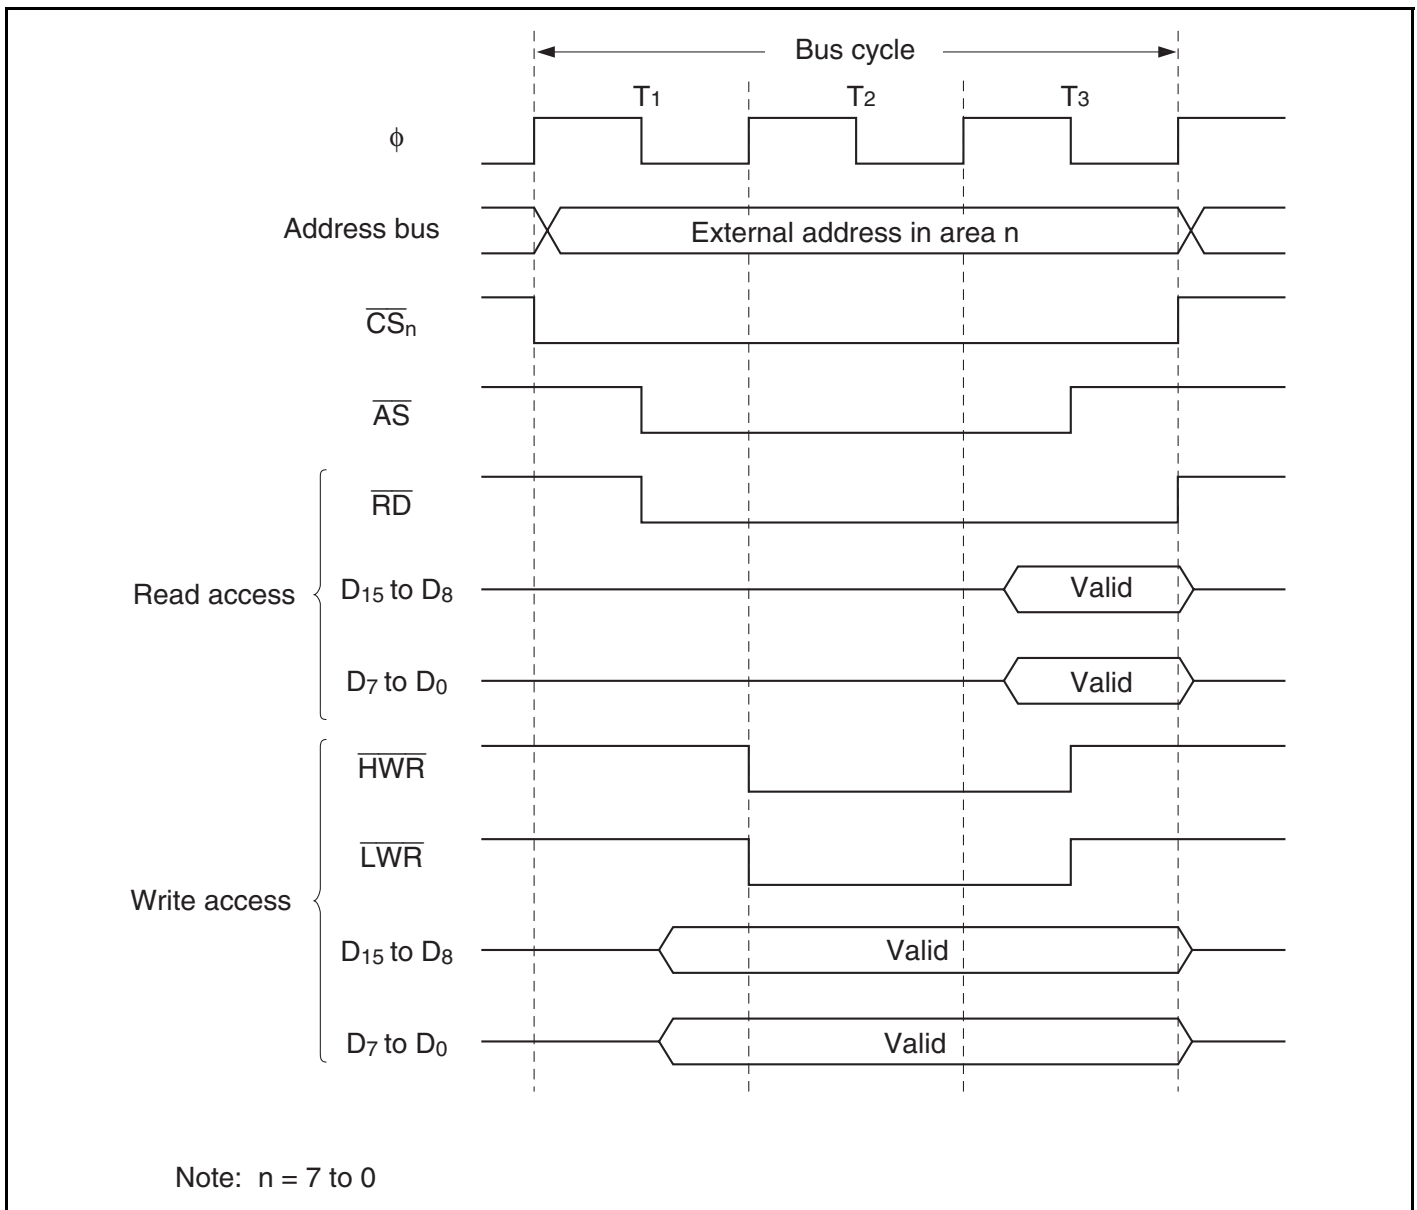 Bus cycle
T1 T2 T3
ϕ
Address bus
External address in area n
CSn
AS
RD
Read access
D15 to D8
Valid
D7 to D0
Valid
HWR
LWR
Write access
D15 to D8
Valid
D7 to D0
Valid
Note: n = 7 to 0